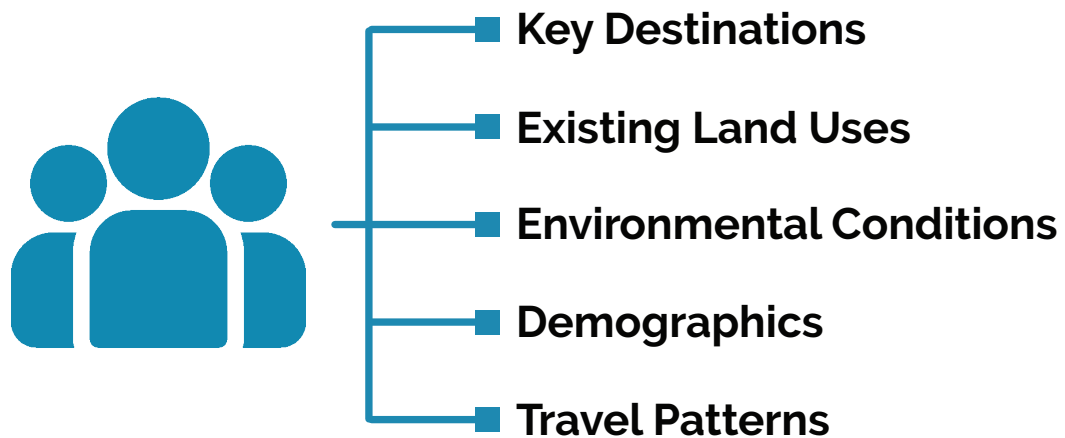 Key Destinations
Existing Land Uses
Environmental Conditions
Demographics
Travel Patterns